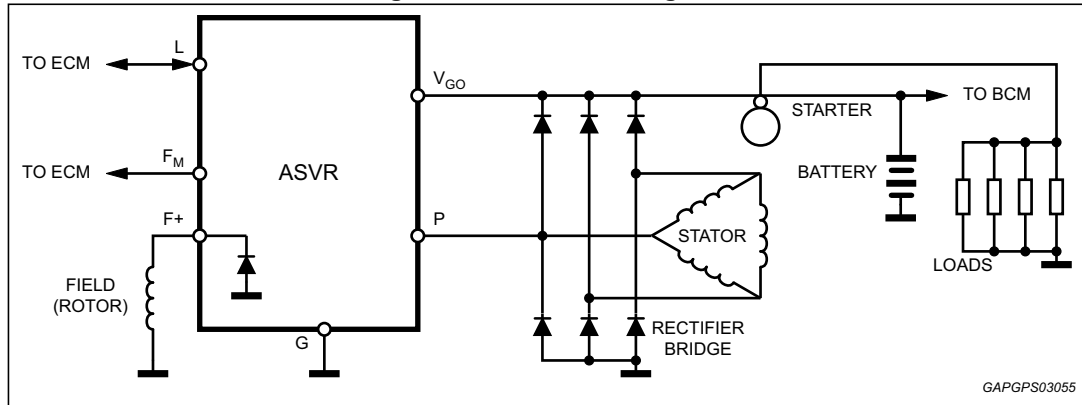 L
TO ECM
V_GO
TO BCM
STARTER
TO ECM
F_M
ASVR
BATTERY
F+
P
STATOR
LOADS
FIELD
(ROTOR)
RECTIFIER
BRIDGE
G
GAPGPS03055